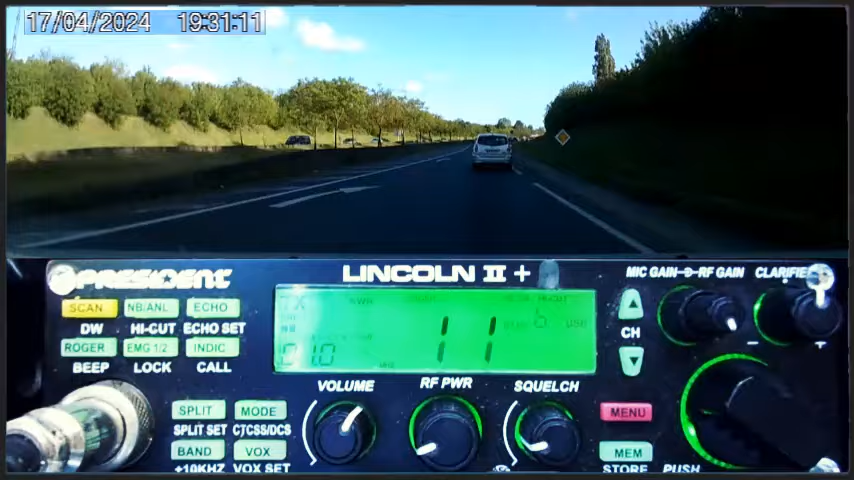 17/04/2024 19:31:11
PRESIDENT LINCOLN II + MIC GAIN RF GAIN CLARIFIER
SCAN NB/ANL ECHO
DW HI-CUT ECHO SET
ROGER EMG 1/2 INDIC
BEEP LOCK CALL
11
USB
CH
VOLUME RF PWR SQUELCH
SPLIT MODE
SPLIT SET CTCSS/DCS
BAND VOX
+10KHZ VOX SET
MENU
MEM
STORE PUSH
- +